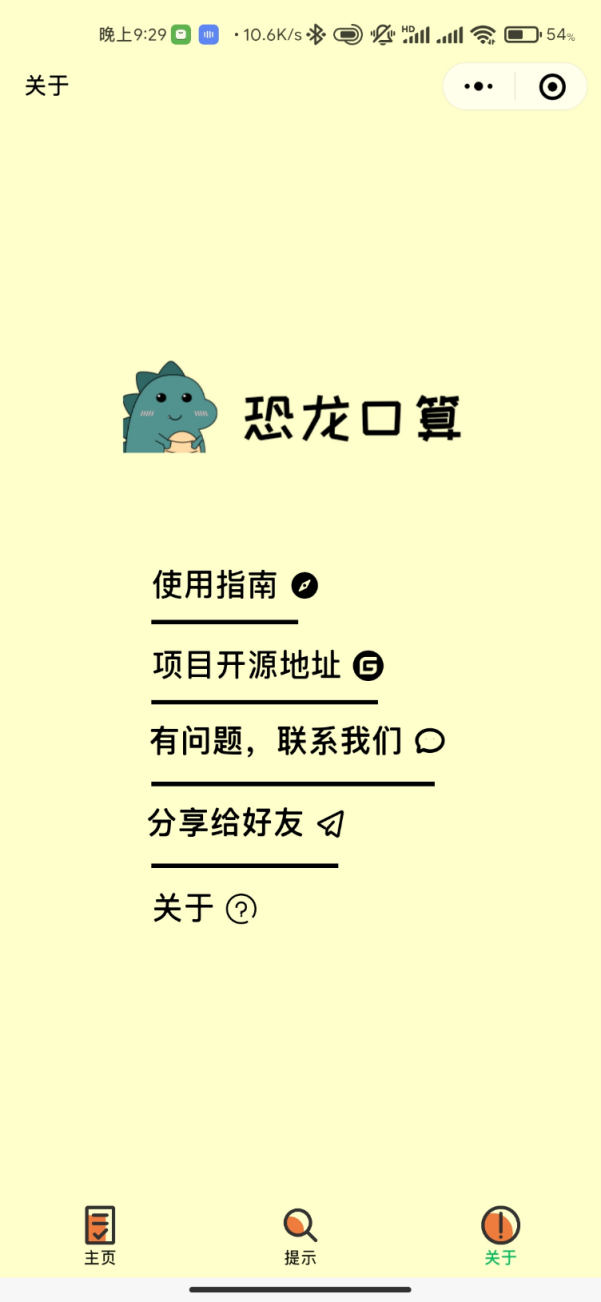 晚上9:29
·10.6K/s
HD
54%
关于
恐龙口算
使用指南
项目开源地址
有问题，联系我们
分享给好友
关于
主页
提示
关于